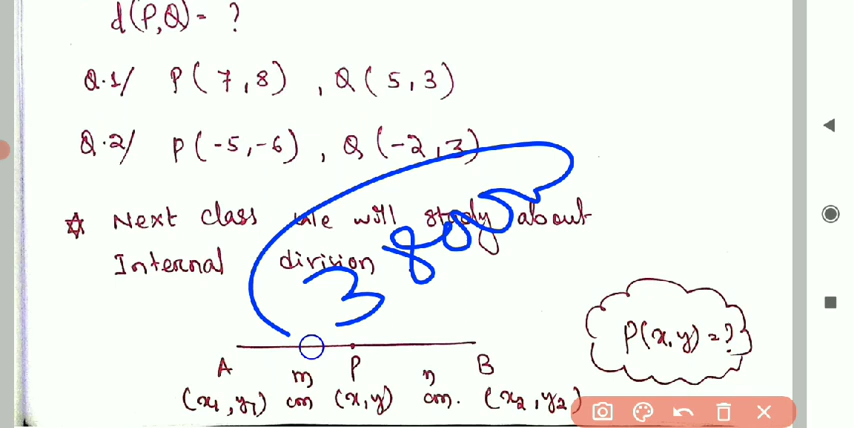 d(P,Q) = ?
Q.1/ P(7,8), Q(5,3)
Q.2/ P(-5,-6), Q(-2,3)
☆ Next class we will study about
Internal division
3
P(x,y)=?
A m P n B
(x1,y1) cm (x,y) cm. (x2,y2)